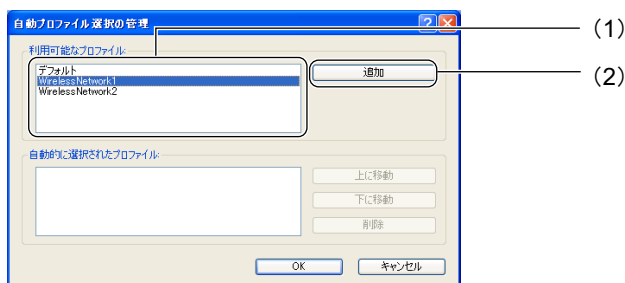 自動プロファイル選択の管理
(1)
利用可能なプロファイル:
デフォルト
追加
WirelessNetwork1
(2)
WirelessNetwork2
自動的に選択されたプロファイル:
上に移動
下に移動
削除
OK
キャンセル